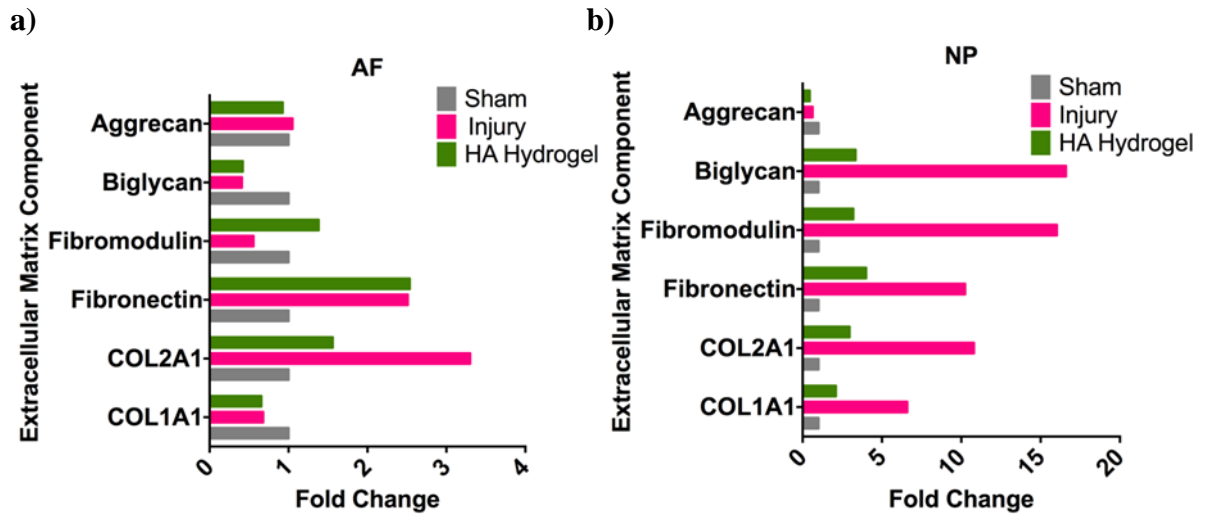 a)
AF
Sham
Injury
HA Hydrogel
Extracellular Matrix Component
Aggrecan
Biglycan
Fibromodulin
Fibronectin
COL2A1
COL1A1
0 1 2 3 4
Fold Change
b)
NP
Sham
Injury
HA Hydrogel
Extracellular Matrix Component
Aggrecan
Biglycan
Fibromodulin
Fibronectin
COL2A1
COL1A1
0 5 10 15 20
Fold Change